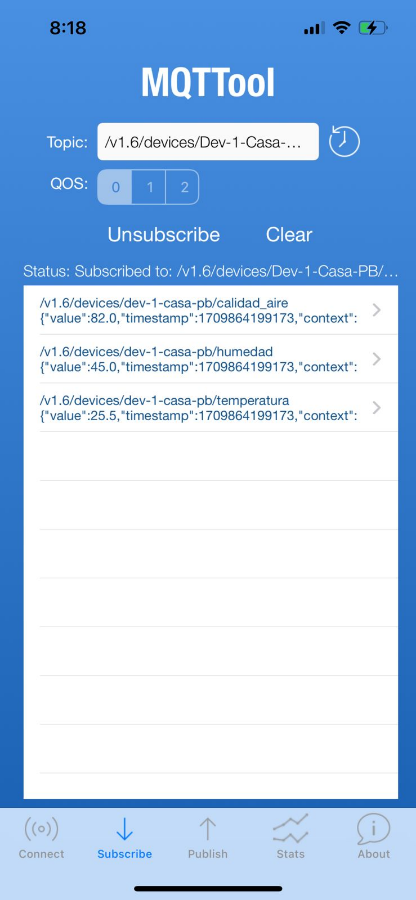 8:18
MQTTool
Topic: /v1.6/devices/Dev-1-Casa-...
QOS: 0 1 2
Unsubscribe Clear
Status: Subscribed to: /v1.6/devices/Dev-1-Casa-PB/...
/v1.6/devices/dev-1-casa-pb/calidad_aire
{"value":82.0,"timestamp":1709864199173,"context":
/v1.6/devices/dev-1-casa-pb/humedad
{"value":45.0,"timestamp":1709864199173,"context":
/v1.6/devices/dev-1-casa-pb/temperatura
{"value":25.5,"timestamp":1709864199173,"context":
Connect Subscribe Publish Stats About